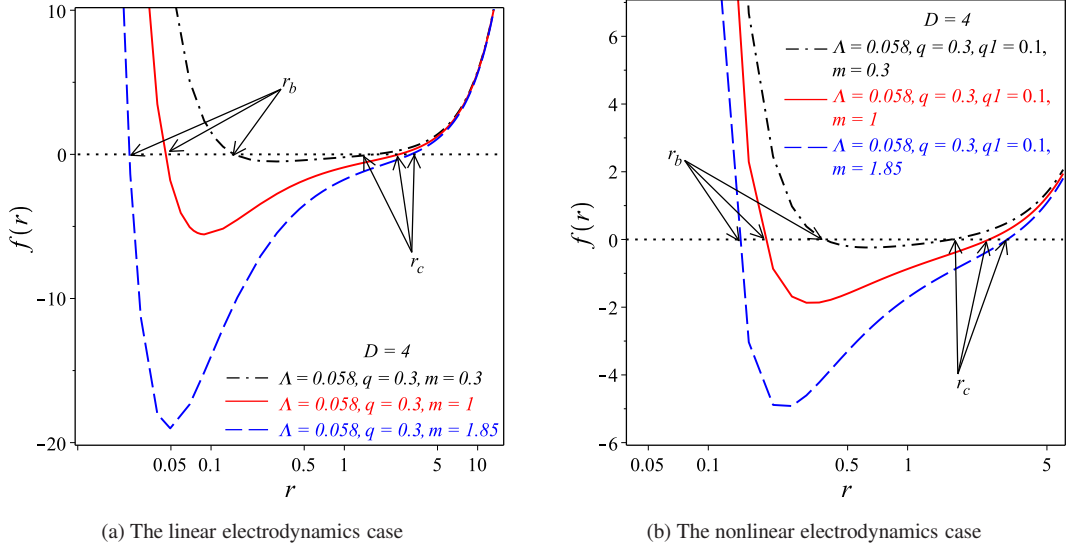 10
0
−10
−20
f(r)
r_b
r_c
D = 4
Λ = 0.058, q = 0.3, m = 0.3
Λ = 0.058, q = 0.3, m = 1
Λ = 0.058, q = 0.3, m = 1.85
0.05 0.1 0.5 1 5 10
r
(a) The linear electrodynamics case
6
4
2
0
−2
−4
−6
f(r)
D = 4
Λ = 0.058, q = 0.3, q1 = 0.1,
m = 0.3
Λ = 0.058, q = 0.3, q1 = 0.1,
m = 1
Λ = 0.058, q = 0.3, q1 = 0.1,
m = 1.85
r_b
r_c
0.05 0.1 0.5 1 5
r
(b) The nonlinear electrodynamics case